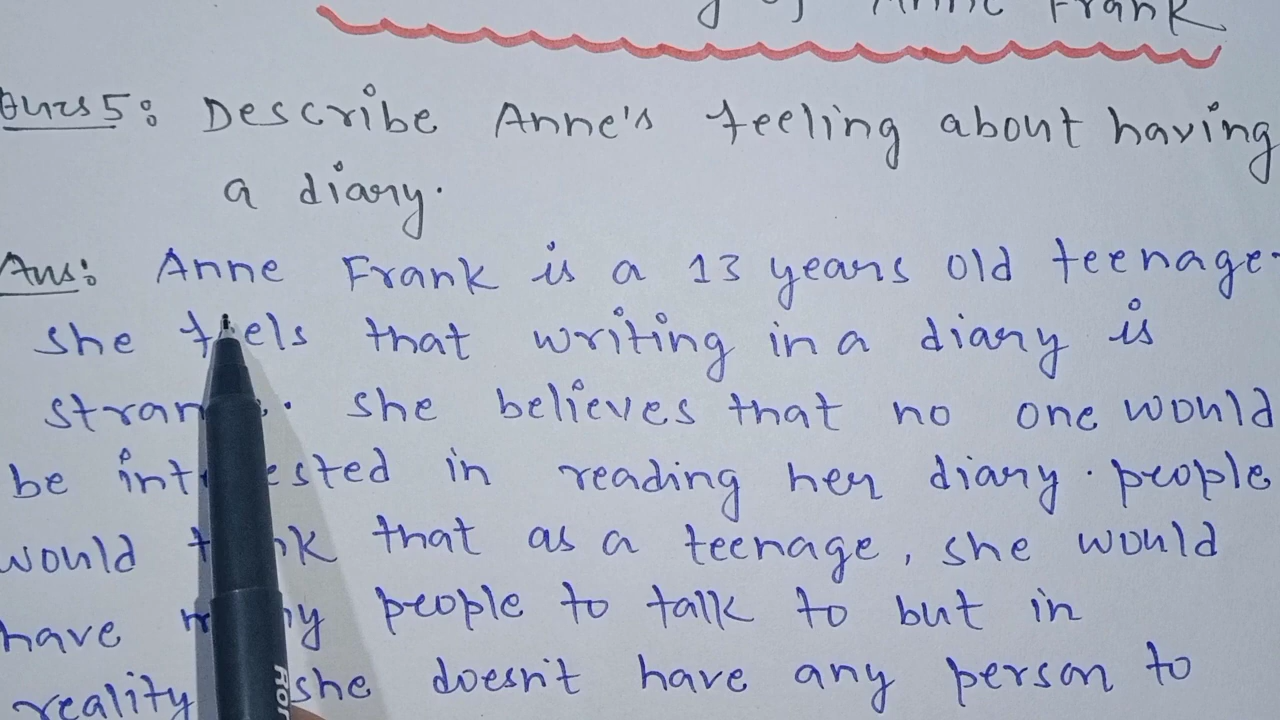 Anne Frank
Ques 5: Describe Anne's feeling about having
a diary.
Ans: Anne Frank is a 13 years old teenage.
she feels that writing in a diary is
she believes that no one would
be in reading her diary. people
would that as a teenage, she would
have people to talk to but in
reality she doesn't have any person to